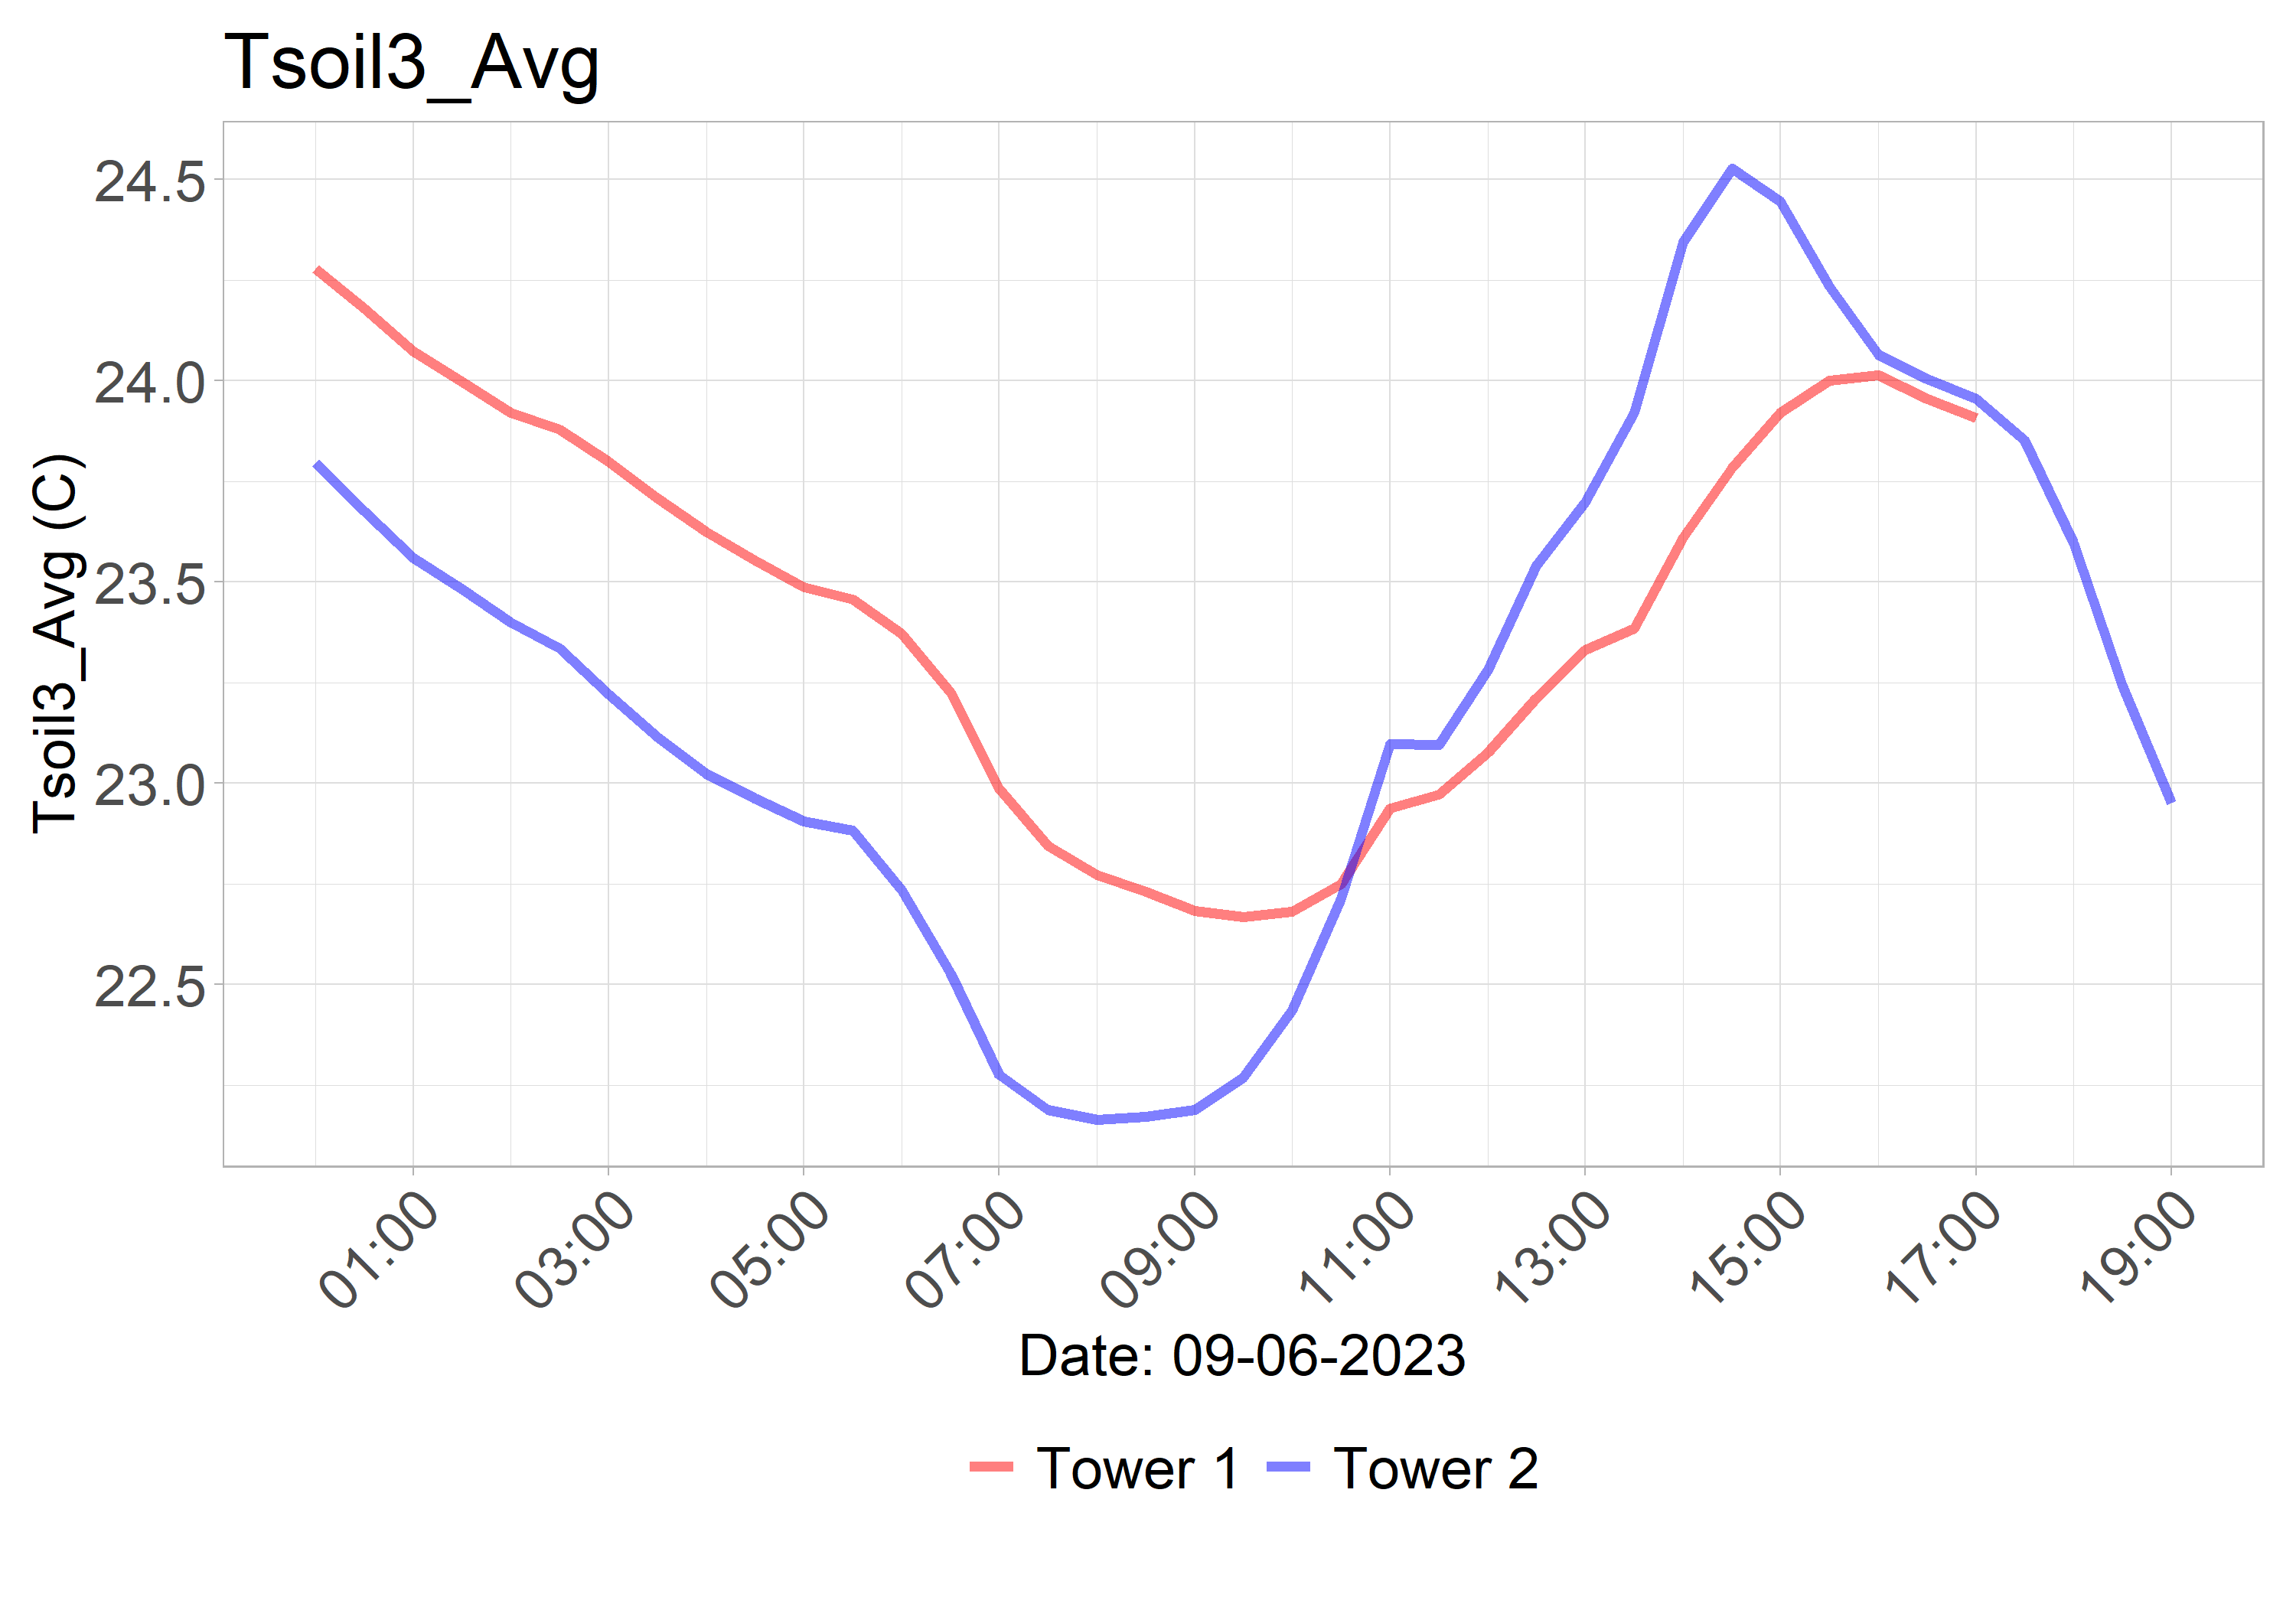 Tsoil3_Avg
Tsoil3_Avg (C)
24.5
24.0
23.5
23.0
22.5
01:00 03:00 05:00 07:00 09:00 11:00 13:00 15:00 17:00 19:00
Date: 09-06-2023
Tower 1 Tower 2